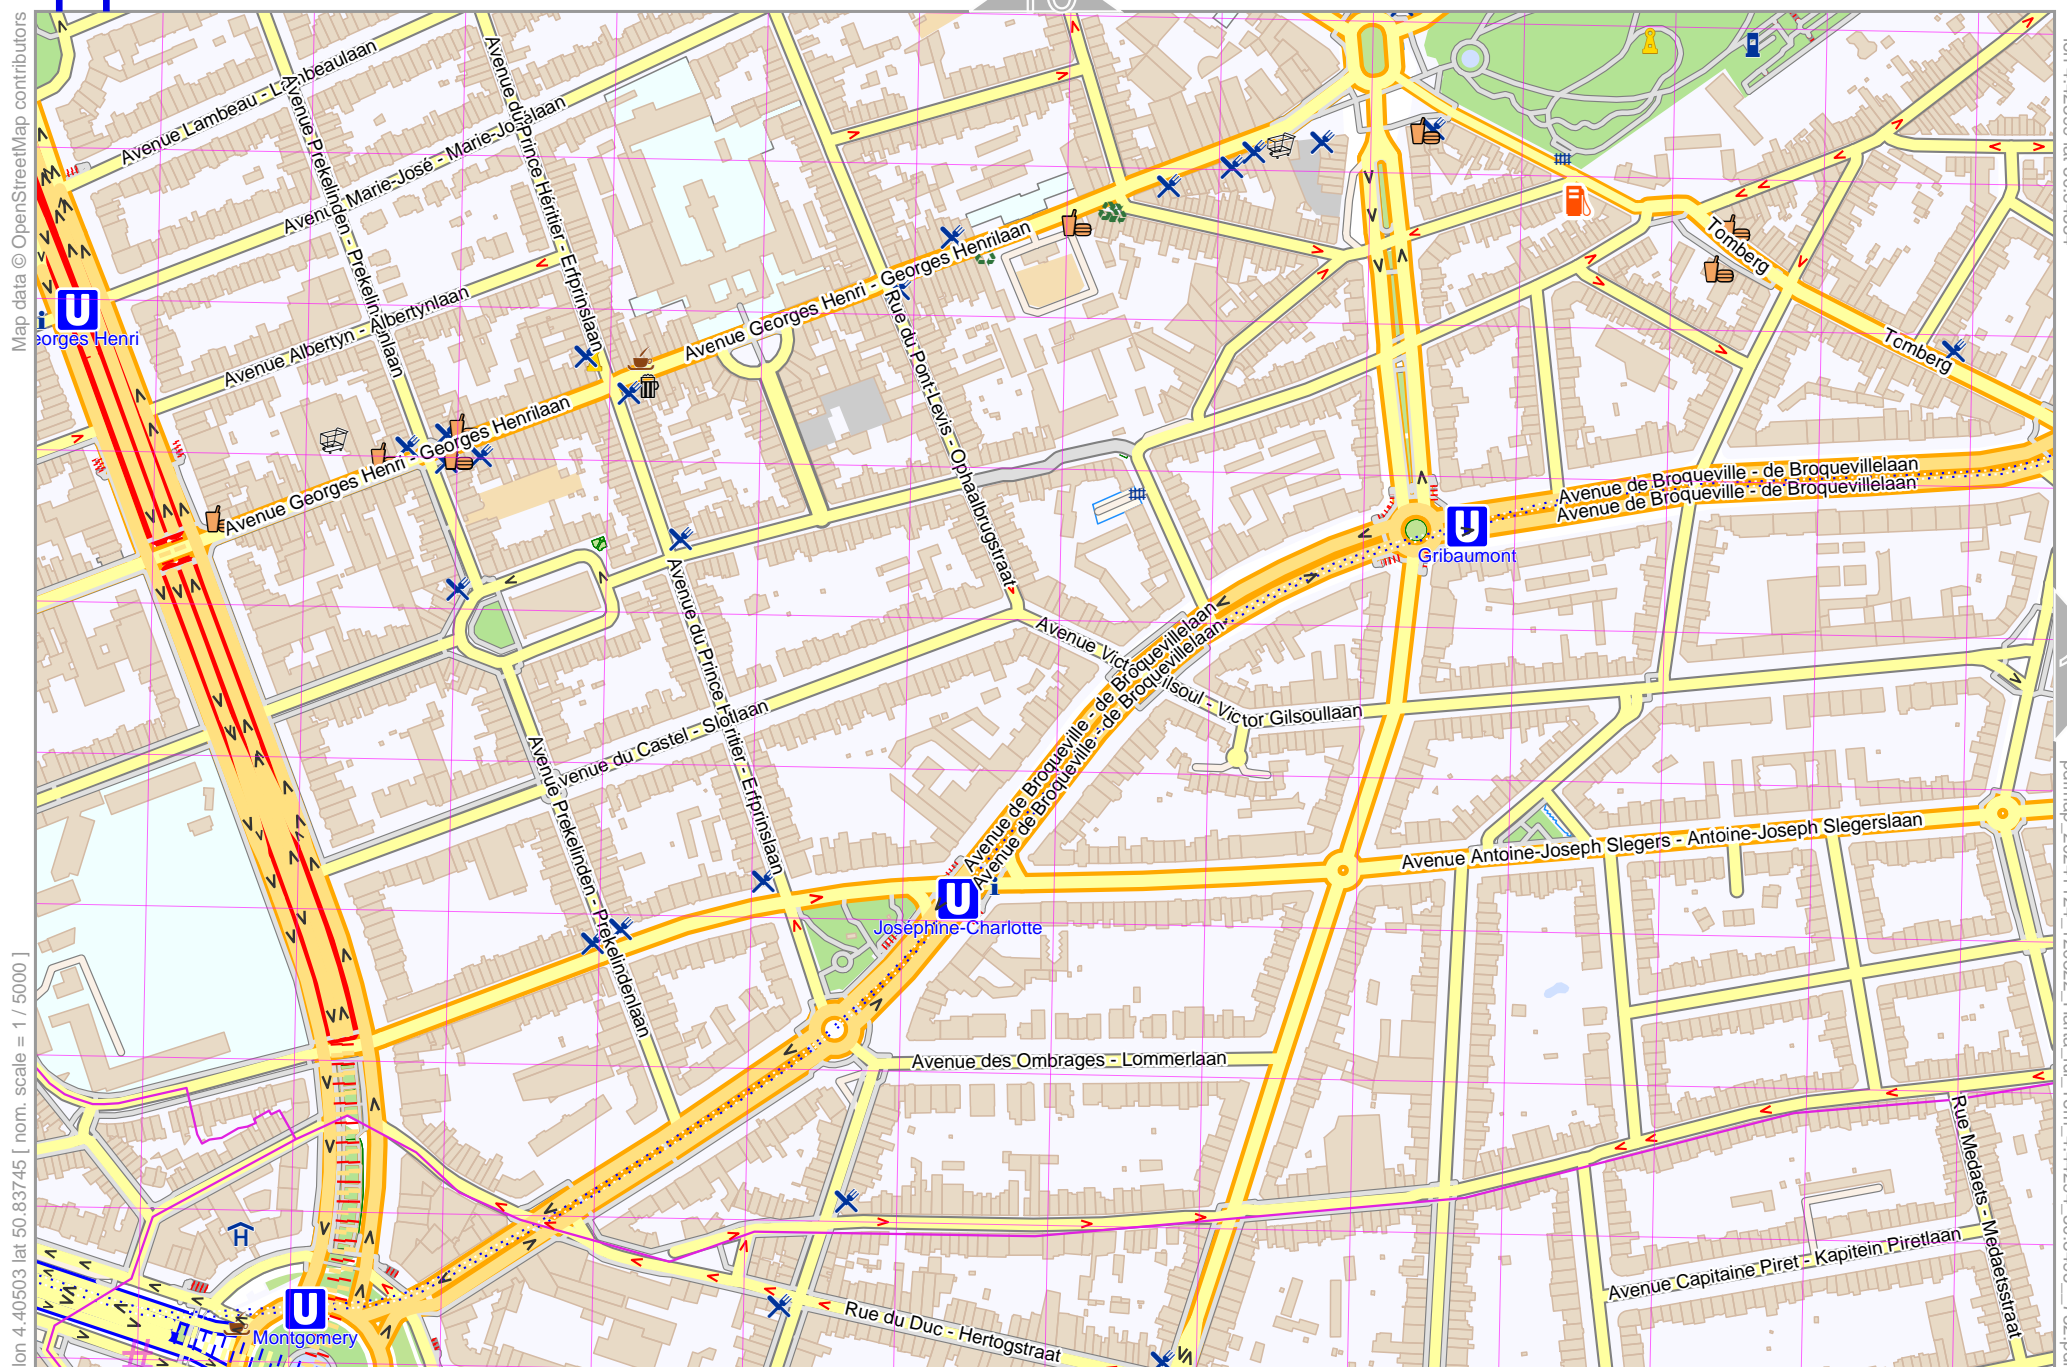 10
Map data © OpenStreetMap contributors
lon 4.40503 lat 50.83745 [ nom. scale = 1 / 5000 ]
Avenue Lambeau - Lambeaulaan
Avenue Prekelinden - Prekelindenlaan
Avenue du Prince Héritier - Erfprinslaan
Avenue Marie-José - Marie-Josélaan
Georges Henri
Avenue Albertyn - Albertynlaan
Avenue Georges Henri - Georges Henrilaan
Avenue Georges Henri - Georges Henrilaan
Rue du Pont-Levis - Ophaalbrugstraat
Tomberg
Tomberg
Avenue de Broqueville - de Broquevillelaan
Avenue de Broqueville - de Broquevillelaan
Gribaumont
Avenue du Prince Héritier - Erfprinslaan
Avenue Victor Gilsoul - Victor Gilsoullaan
Avenue de Broqueville - de Broquevillelaan
Avenue de Broqueville - de Broquevillelaan
Avenue du Castel - Slotlaan
Avenue Prekelinden - Prekelindenlaan
Avenue Antoine-Joseph Slegers - Antoine-Joseph Slegerslaan
Joséphine-Charlotte
Avenue des Ombrages - Lommerlaan
Rue Medaets - Medaetsstraat
Avenue Capitaine Piret - Kapitein Piretlaan
Rue du Duc - Hertogstraat
Montgomery